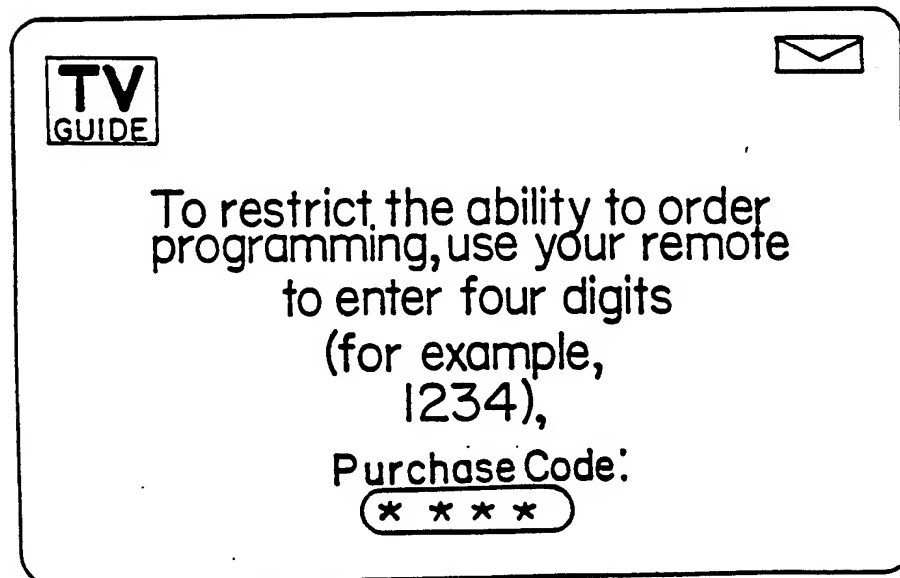 TV
GUIDE
To restrict the ability to order
programming, use your remote
to enter four digits
(for example,
1234),
Purchase Code:
* * * *